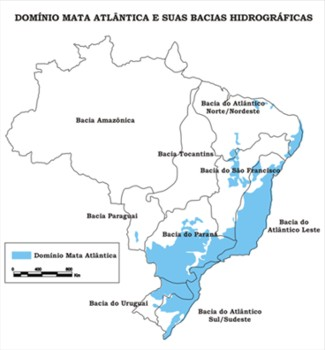 DOMÍNIO MATA ATLÂNTICA E SUAS BACIAS HIDROGRÁFICAS
Bacia do Atlântico
Norte/Nordeste
Bacia Amazônica
Bacia Tocantins
Bacia do São Francisco
Bacia Paraguai
Bacia do Atlântico Leste
Bacia do Paraná
Domínio Mata Atlântica
Km
Bacia do Uruguai
Bacia do Atlântico
Sul/Sudeste